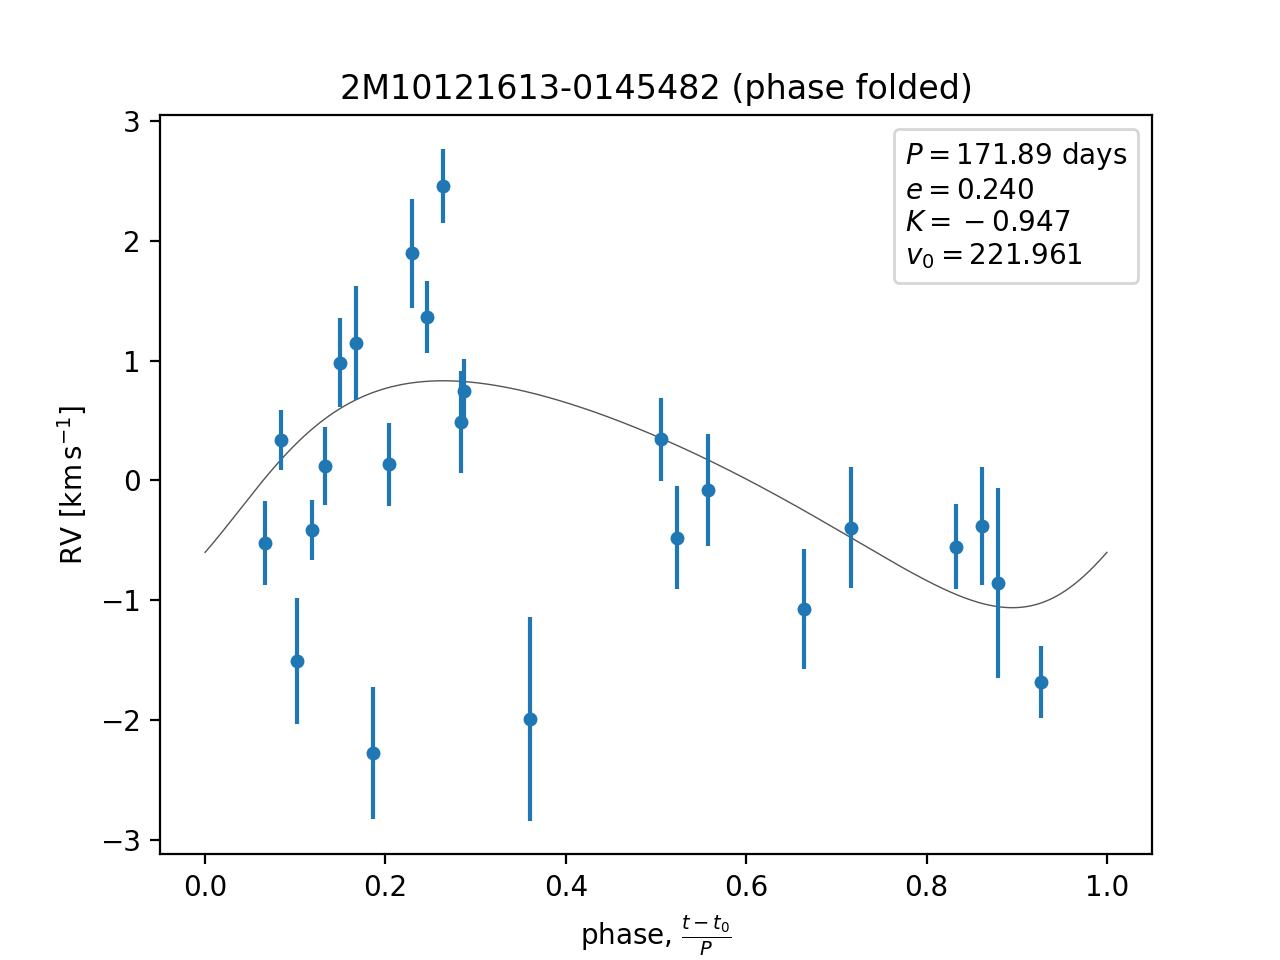 2M10121613-0145482 (phase folded)
P = 171.89 days
e = 0.240
K = −0.947
v₀ = 221.961
RV [km s⁻¹]
3
2
1
0
−1
−2
−3
0.0 0.2 0.4 0.6 0.8 1.0
phase, (t − t₀)/P